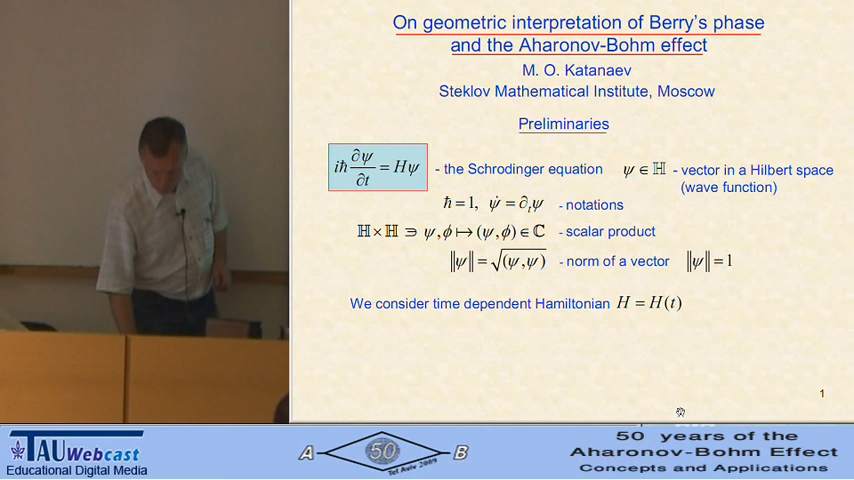 On geometric interpretation of Berry's phase
and the Aharonov-Bohm effect
M. O. Katanaev
Steklov Mathematical Institute, Moscow
Preliminaries
iħ ∂ψ/∂t = Hψ - the Schrodinger equation ψ ∈ ℍ - vector in a Hilbert space
(wave function)
ħ = 1, ψ̇ = ∂ₜψ - notations
ℍ × ℍ ∋ ψ, ϕ ↦ (ψ, ϕ) ∈ ℂ - scalar product
‖ψ‖ = √(ψ, ψ) - norm of a vector ‖ψ‖ = 1
We consider time dependent Hamiltonian H = H(t)
1
TAU Webcast
Educational Digital Media
A 50 B
Tel Aviv 2009
50 years of the
Aharonov-Bohm Effect
Concepts and Applications